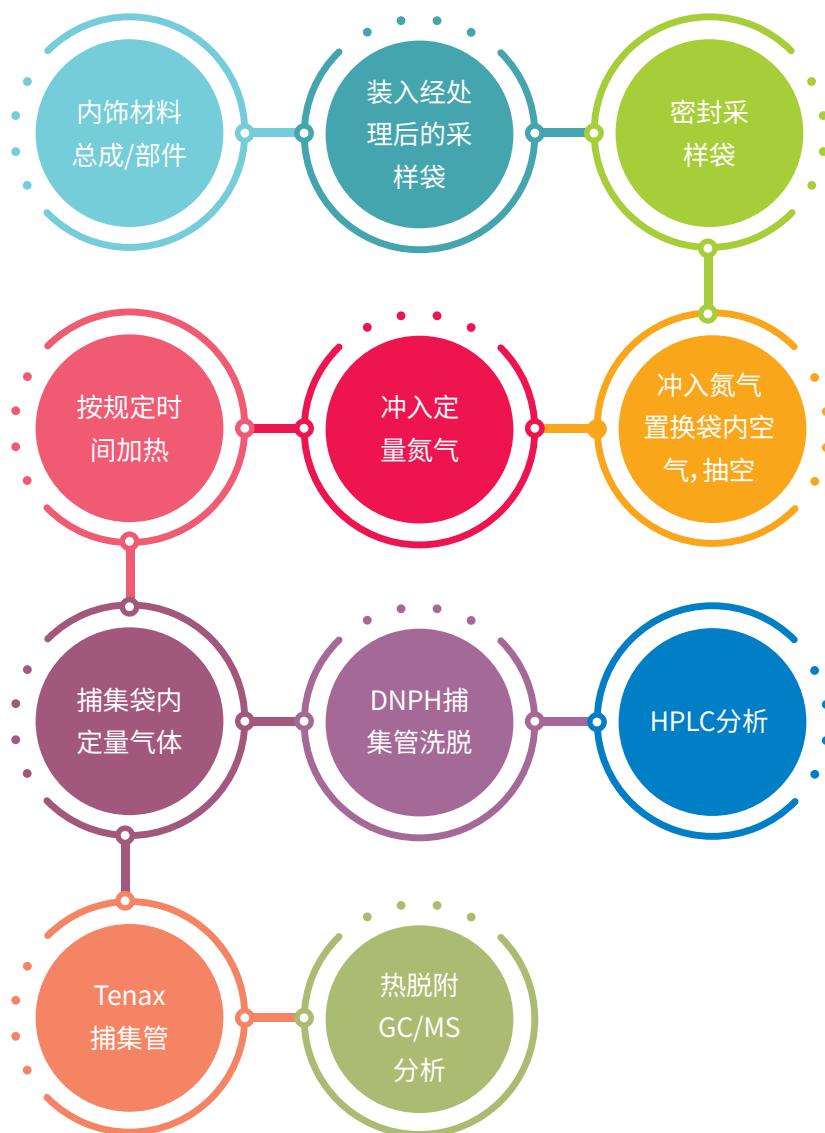 内饰材料
总成/部件
装入经处
理后的采
样袋
密封采
样袋
按规定时
间加热
冲入定
量氮气
冲入氮气
置换袋内空
气，抽空
捕集袋内
定量气体
DNPH捕
集管洗脱
HPLC分析
Tenax
捕集管
热脱附
GC/MS
分析